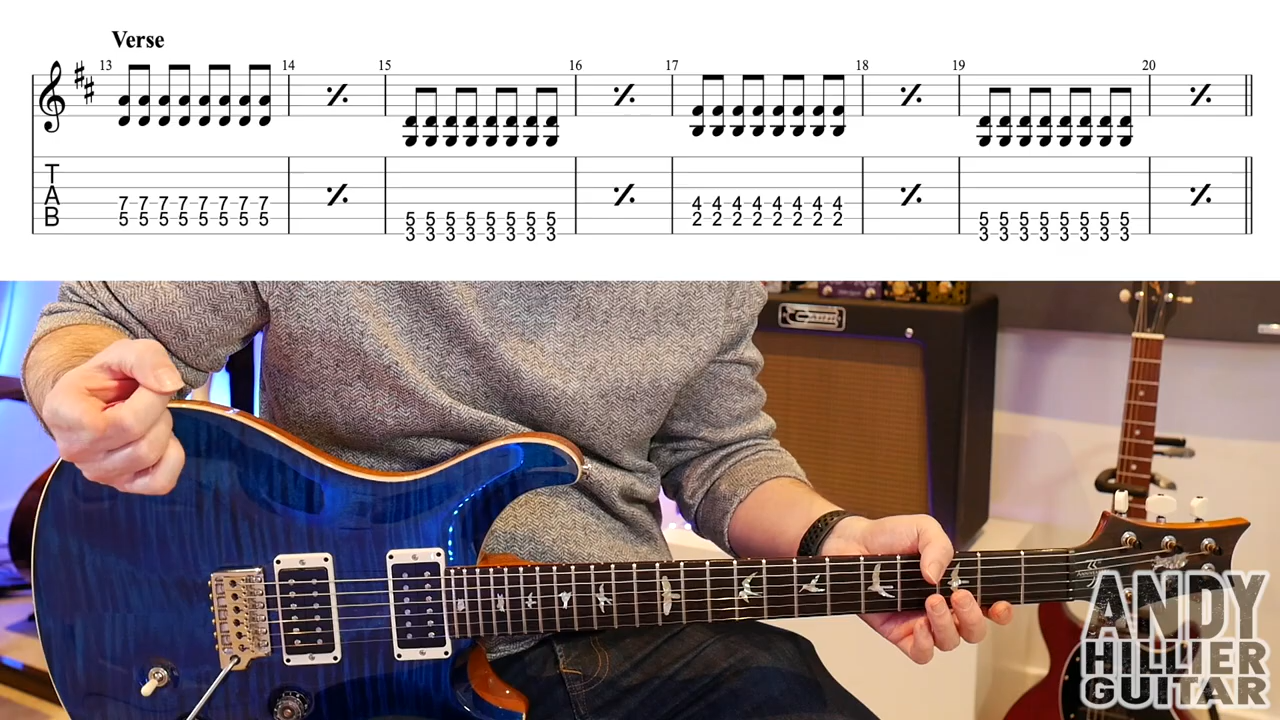 Verse
13 14 15 16 17 18 19 20
T
A 7 7 7 7 7 7 7 7 4 4 4 4 4 4 4 4
B 5 5 5 5 5 5 5 5 5 5 5 5 5 5 5 5 2 2 2 2 2 2 2 2 5 5 5 5 5 5 5 5
3 3 3 3 3 3 3 3 3 3 3 3 3 3 3 3
ANDY
HILLIER
GUITAR